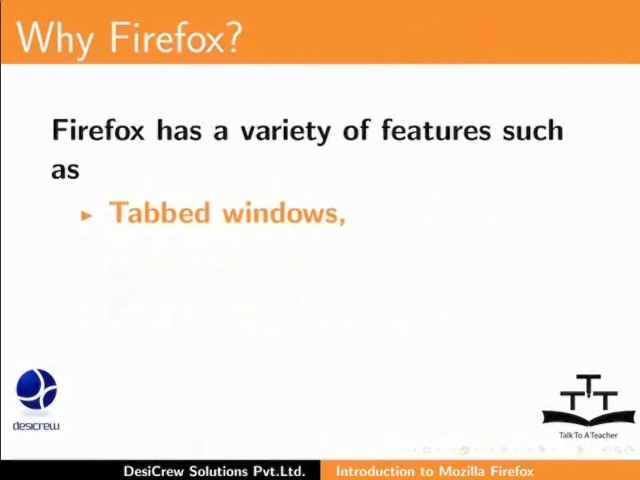 Why Firefox?
Firefox has a variety of features such
as
▸ Tabbed windows,
desicrew
TTT
Talk To A Teacher
DesiCrew Solutions Pvt.Ltd. Introduction to Mozilla Firefox